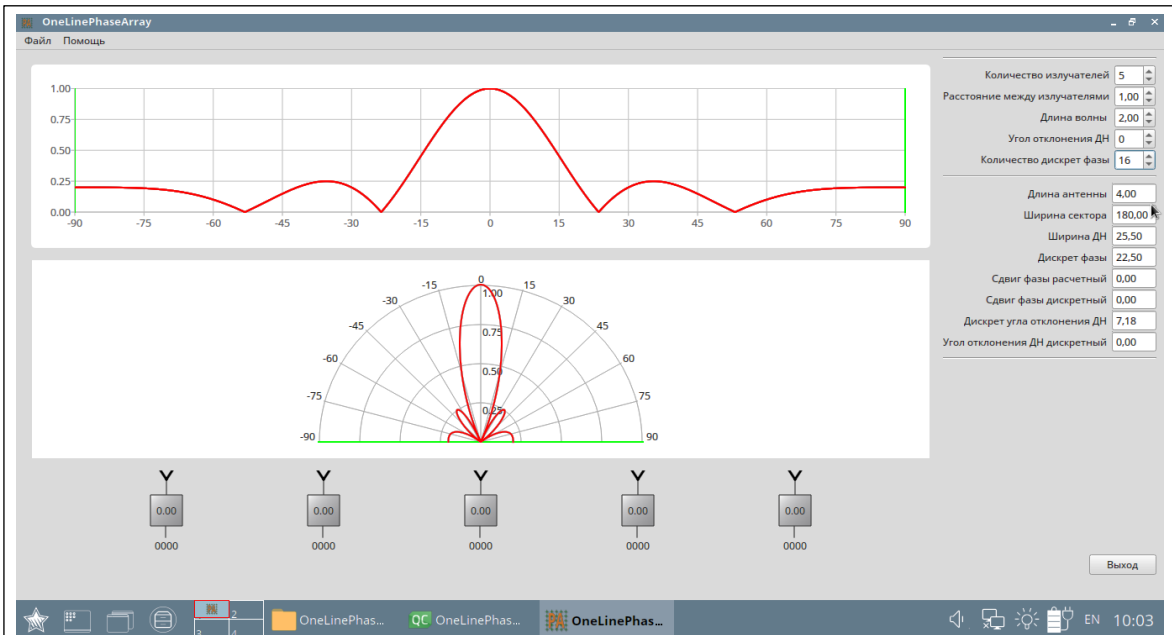 OneLinePhaseArray
Файл Помощь
1.00
0.75
0.50
0.25
0.00
-90 -75 -60 -45 -30 -15 0 15 30 45 60 75 90
Количество излучателей 5
Расстояние между излучателями 1,00
Длина волны 2,00
Угол отклонения ДН 0
Количество дискрет фазы 16
Длина антенны 4,00
Ширина сектора 180,00
Ширина ДН 25,50
Дискрет фазы 22,50
Сдвиг фазы расчетный 0,00
Сдвиг фазы дискретный 0,00
Дискрет угла отклонения ДН 7,18
Угол отклонения ДН дискретный 0,00
-90 -75 -60 -45 -30 -15 0 15 30 45 60 75 90
1.00
0.75
0.50
0.25
0.00 0.00 0.00 0.00 0.00
0000 0000 0000 0000 0000
Выход
2
3 4
OneLinePhas... QC OneLinePhas... OneLinePhas... EN 10:03